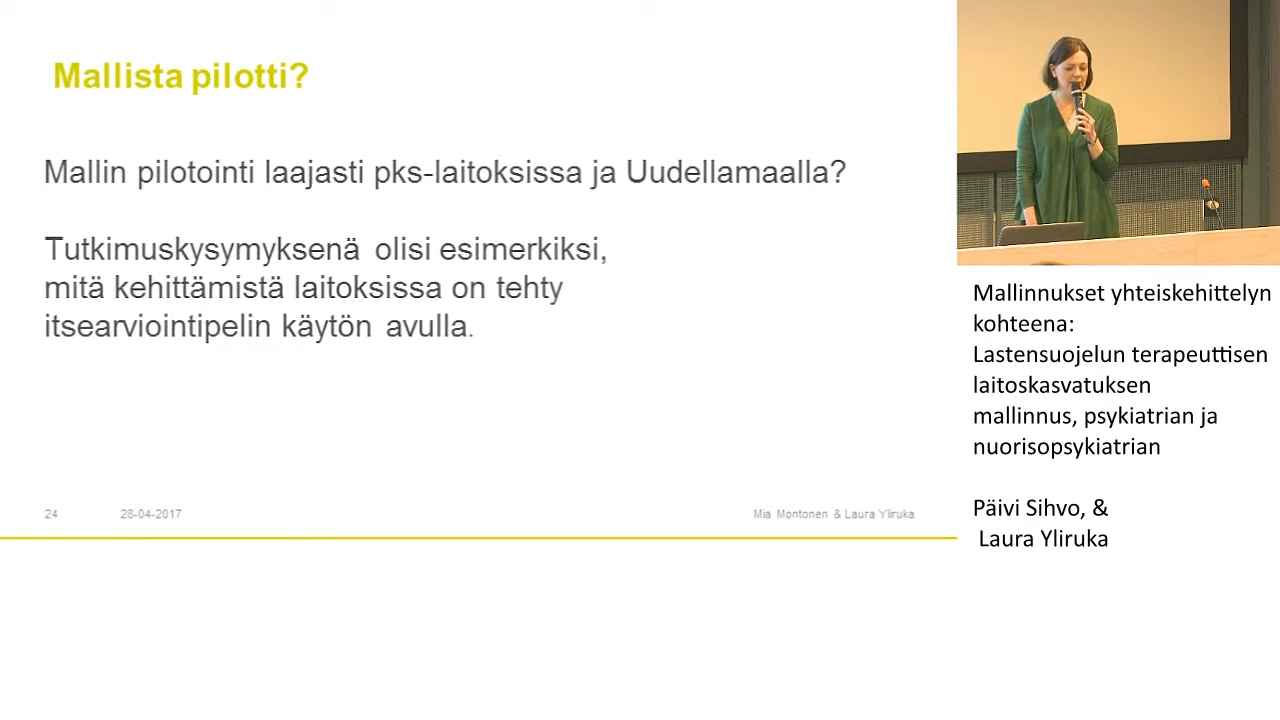 Mallista pilotti?
Mallin pilotointi laajasti pks-laitoksissa ja Uudellamaalla?
Tutkimuskysymyksenä olisi esimerkiksi,
mitä kehittämistä laitoksissa on tehty
itsearviointipelin käytön avulla.
24 28-04-2017 Mia Montonen & Laura Yliruka
Mallinnukset yhteiskehittelyn
kohteena:
Lastensuojelun terapeuttisen
laitoskasvatuksen
mallinnus, psykiatrian ja
nuorisopsykiatrian
Päivi Sihvo, &
Laura Yliruka